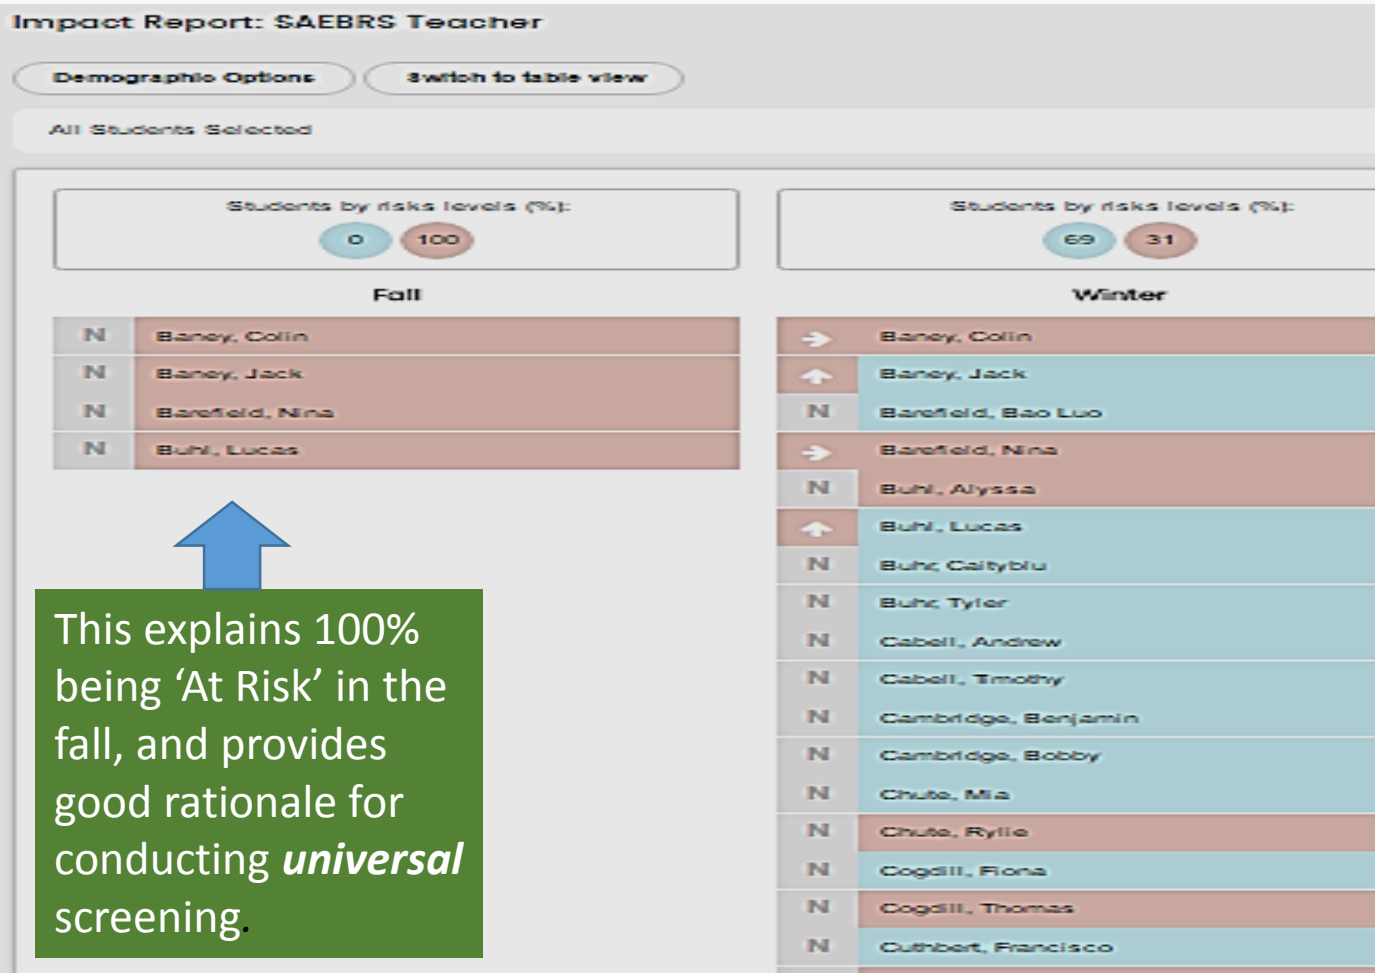 Impact Report: SAEBRS Teacher
Demographic Options
Switch to table view
All Students Selected
Students by risks levels (%):
0 100
Fall
N Baney, Colin
N Baney, Jack
N Barefield, Nina
N Buhl, Lucas
This explains 100%
being ‘At Risk’ in the
fall, and provides
good rationale for
conducting universal
screening.
Students by risks levels (%):
69 31
Winter
Baney, Colin
Baney, Jack
N Barefield, Bao Luo
Barefield, Nina
N Buhl, Alyssa
Buhl, Lucas
N Buhr, Caityblu
N Buhr, Tyler
N Cabell, Andrew
N Cabell, Timothy
N Cambridge, Benjamin
N Cambridge, Bobby
N Chute, Mia
N Chute, Rylie
N Cogdill, Fiona
N Cogdill, Thomas
N Cuthbert, Francisco